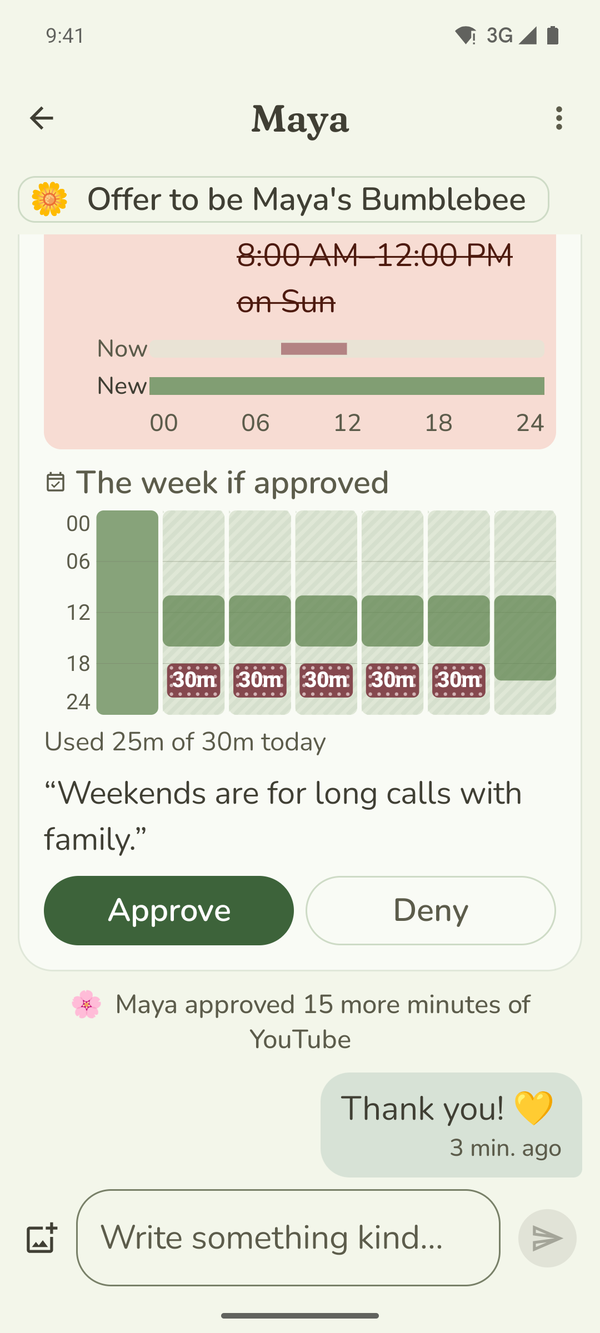 9:41
3G
Maya
Offer to be Maya's Bumblebee
8:00 AM–12:00 PM
on Sun
Now
New
00 06 12 18 24
The week if approved
00
06
12
18
24
30m 30m 30m 30m 30m
Used 25m of 30m today
“Weekends are for long calls with
family.”
Approve
Deny
Maya approved 15 more minutes of
YouTube
Thank you! 💛
3 min. ago
Write something kind...